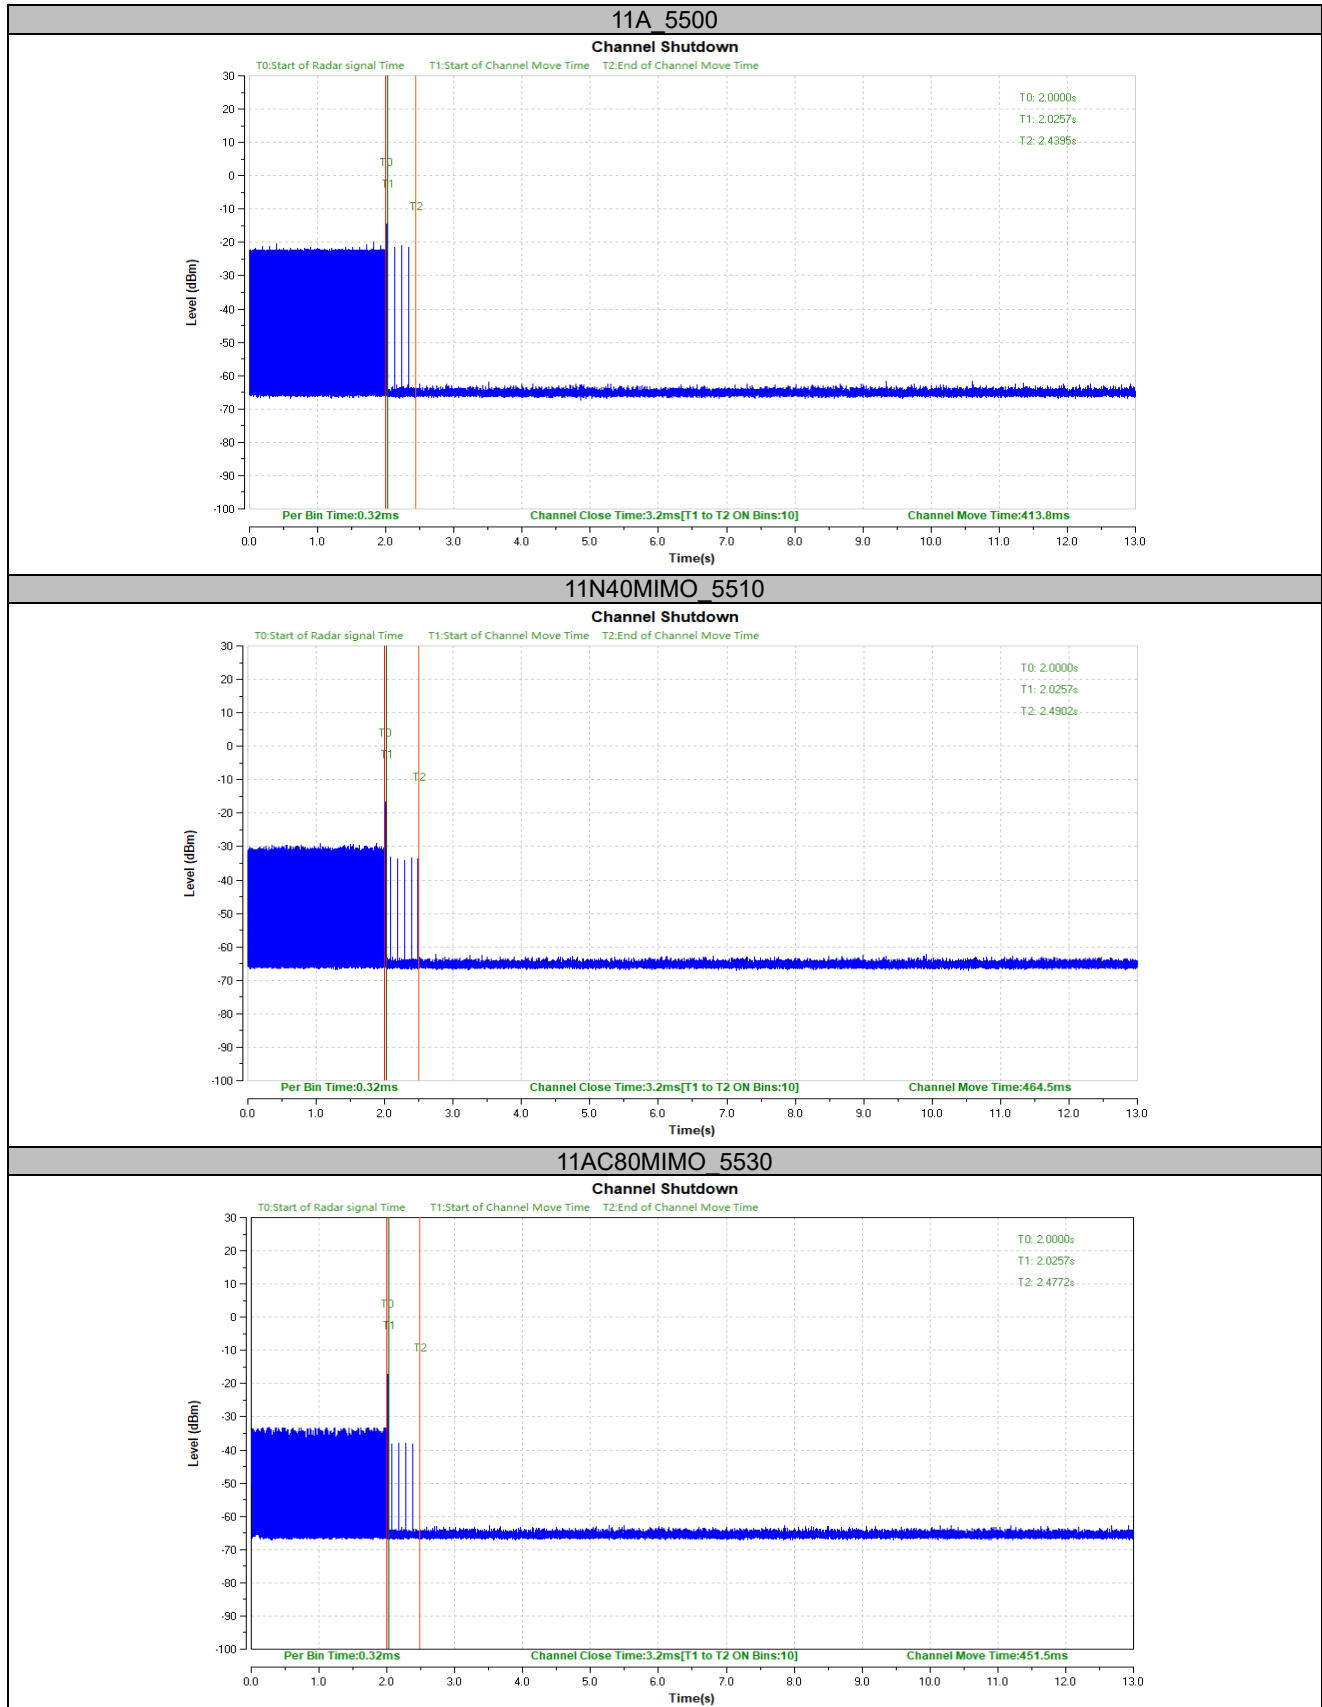 11A_5500
Channel Shutdown
T0:Start of Radar signal Time T1:Start of Channel Move Time T2:End of Channel Move Time
T0: 2.0000s
T1: 2.0257s
T2: 2.4395s
T0
T1
T2
Level (dBm)
30
20
10
0
-10
-20
-30
-40
-50
-60
-70
-80
-90
-100
Per Bin Time:0.32ms Channel Close Time:3.2ms[T1 to T2 ON Bins:10] Channel Move Time:413.8ms
0.0 1.0 2.0 3.0 4.0 5.0 6.0 7.0 8.0 9.0 10.0 11.0 12.0 13.0
Time(s)
11N40MIMO_5510
Channel Shutdown
T0:Start of Radar signal Time T1:Start of Channel Move Time T2:End of Channel Move Time
T0: 2.0000s
T1: 2.0257s
T2: 2.4902s
T0
T1
T2
Level (dBm)
30
20
10
0
-10
-20
-30
-40
-50
-60
-70
-80
-90
-100
Per Bin Time:0.32ms Channel Close Time:3.2ms[T1 to T2 ON Bins:10] Channel Move Time:464.5ms
0.0 1.0 2.0 3.0 4.0 5.0 6.0 7.0 8.0 9.0 10.0 11.0 12.0 13.0
Time(s)
11AC80MIMO_5530
Channel Shutdown
T0:Start of Radar signal Time T1:Start of Channel Move Time T2:End of Channel Move Time
T0: 2.0000s
T1: 2.0257s
T2: 2.4772s
T0
T1
T2
Level (dBm)
30
20
10
0
-10
-20
-30
-40
-50
-60
-70
-80
-90
-100
Per Bin Time:0.32ms Channel Close Time:3.2ms[T1 to T2 ON Bins:10] Channel Move Time:451.5ms
0.0 1.0 2.0 3.0 4.0 5.0 6.0 7.0 8.0 9.0 10.0 11.0 12.0 13.0
Time(s)